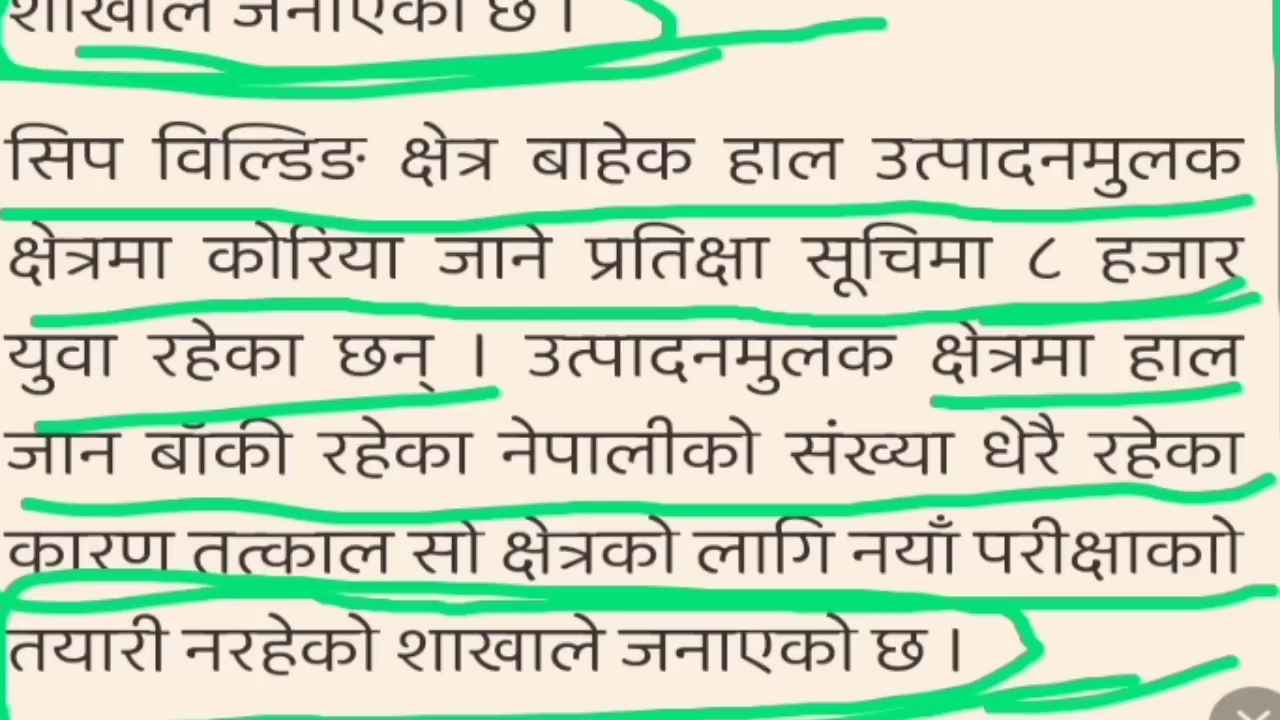 शाखाले जनाएको छ ।
सिप विल्डिङ क्षेत्र बाहेक हाल उत्पादनमुलक
क्षेत्रमा कोरिया जाने प्रतिक्षा सूचिमा ८ हजार
युवा रहेका छन् । उत्पादनमुलक क्षेत्रमा हाल
जान बाँकी रहेका नेपालीको संख्या धेरै रहेका
कारण तत्काल सो क्षेत्रको लागि नयाँ परीक्षाकाो
तयारी नरहेको शाखाले जनाएको छ ।